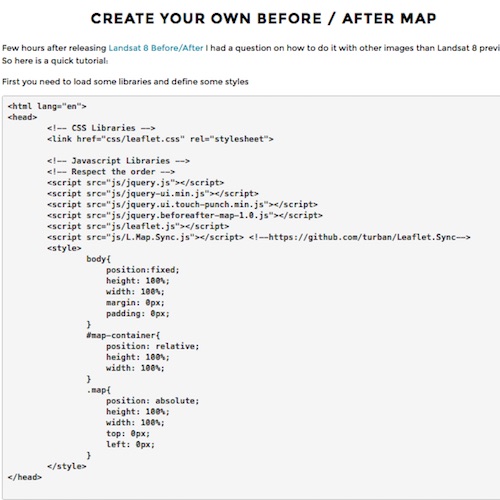 CREATE YOUR OWN BEFORE / AFTER MAP
Few hours after releasing Landsat 8 Before/After I had a question on how to do it with other images than Landsat 8 previ
So here is a quick tutorial:
First you need to load some libraries and define some styles
<html lang="en">
<head>
<!-- CSS Libraries -->
<link href="css/leaflet.css" rel="stylesheet">
<!-- Javascript Libraries -->
<!-- Respect the order -->
<script src="js/jquery.js"></script>
<script src="js/jquery-ui.min.js"></script>
<script src="js/jquery.ui.touch-punch.min.js"></script>
<script src="js/jquery.beforeafter-map-1.0.js"></script>
<script src="js/leaflet.js"></script>
<script src="js/L.Map.Sync.js"></script> <!--https://github.com/turban/Leaflet.Sync-->
<style>
body{
position:fixed;
height: 100%;
width: 100%;
margin: 0px;
padding: 0px;
}
#map-container{
position: relative;
height: 100%;
width: 100%;
}
.map{
position: absolute;
height: 100%;
width: 100%;
top: 0px;
left: 0px;
}
</style>
</head>